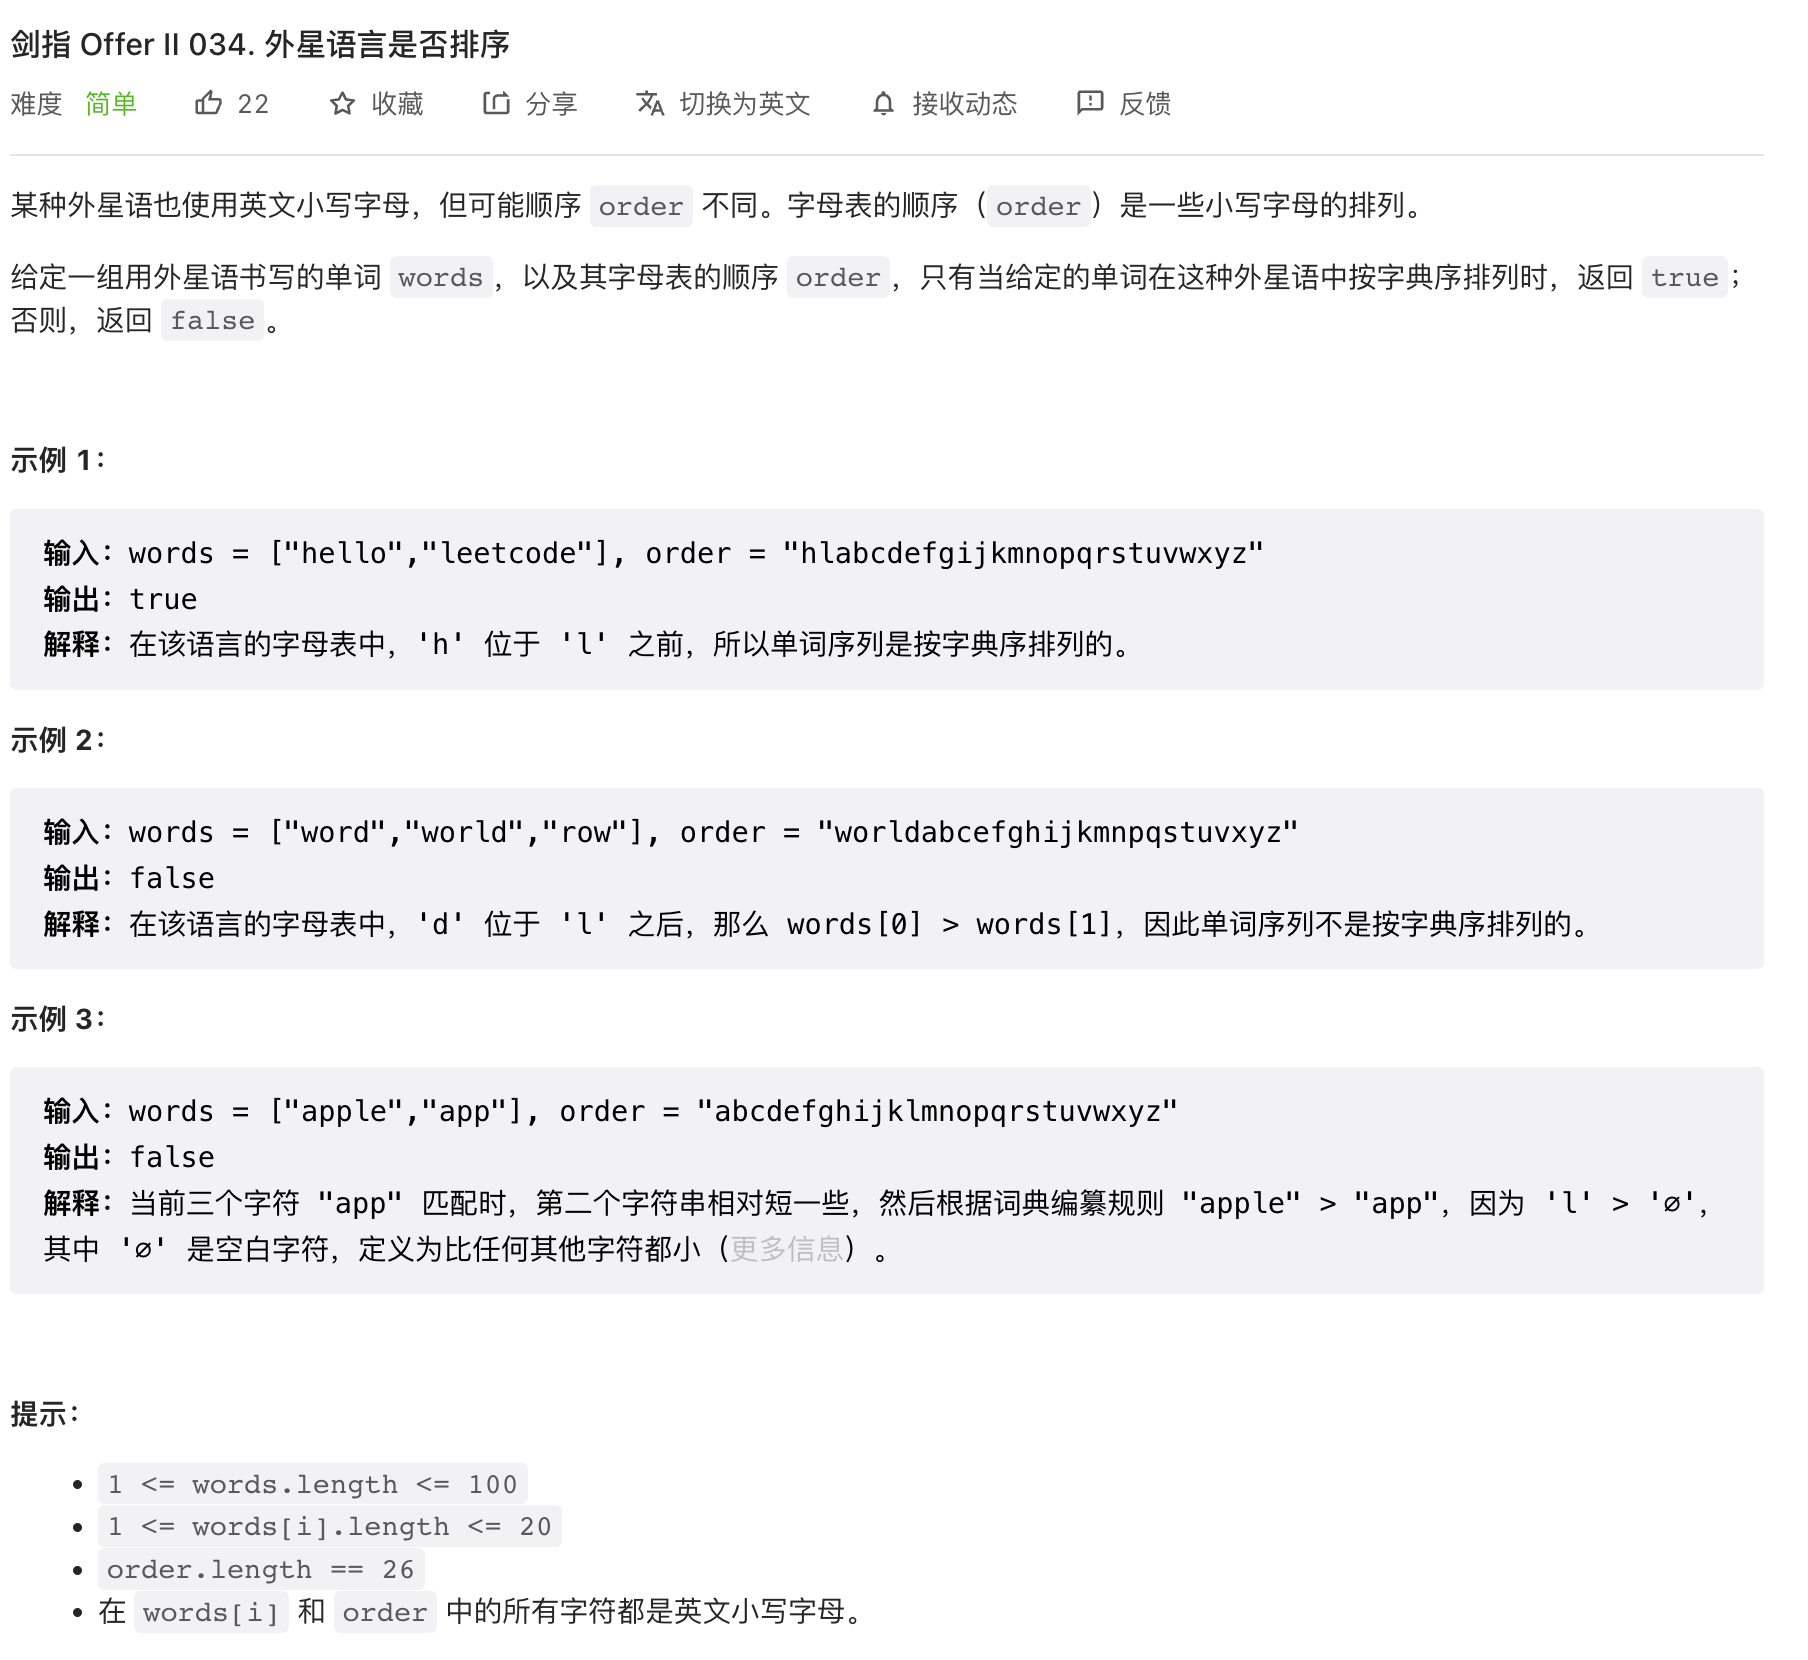 剑指 Offer II 034. 外星语言是否排序
难度 简单 22 收藏 分享 切换为英文 接收动态 反馈
某种外星语也使用英文小写字母，但可能顺序 order 不同。字母表的顺序（order）是一些小写字母的排列。
给定一组用外星语书写的单词 words，以及其字母表的顺序 order，只有当给定的单词在这种外星语中按字典序排列时，返回 true；
否则，返回 false。
示例 1：
输入：words = ["hello","leetcode"], order = "hlabcdefgijkmnopqrstuvwxyz"
输出：true
解释：在该语言的字母表中，'h' 位于 'l' 之前，所以单词序列是按字典序排列的。
示例 2：
输入：words = ["word","world","row"], order = "worldabcefghijkmnpqstuvxyz"
输出：false
解释：在该语言的字母表中，'d' 位于 'l' 之后，那么 words[0] > words[1]，因此单词序列不是按字典序排列的。
示例 3：
输入：words = ["apple","app"], order = "abcdefghijklmnopqrstuvwxyz"
输出：false
解释：当前三个字符 "app" 匹配时，第二个字符串相对短一些，然后根据词典编纂规则 "apple" > "app"，因为 'l' > '∅'，
其中 '∅' 是空白字符，定义为比任何其他字符都小（更多信息）。
提示：
• 1 <= words.length <= 100
• 1 <= words[i].length <= 20
• order.length == 26
• 在 words[i] 和 order 中的所有字符都是英文小写字母。